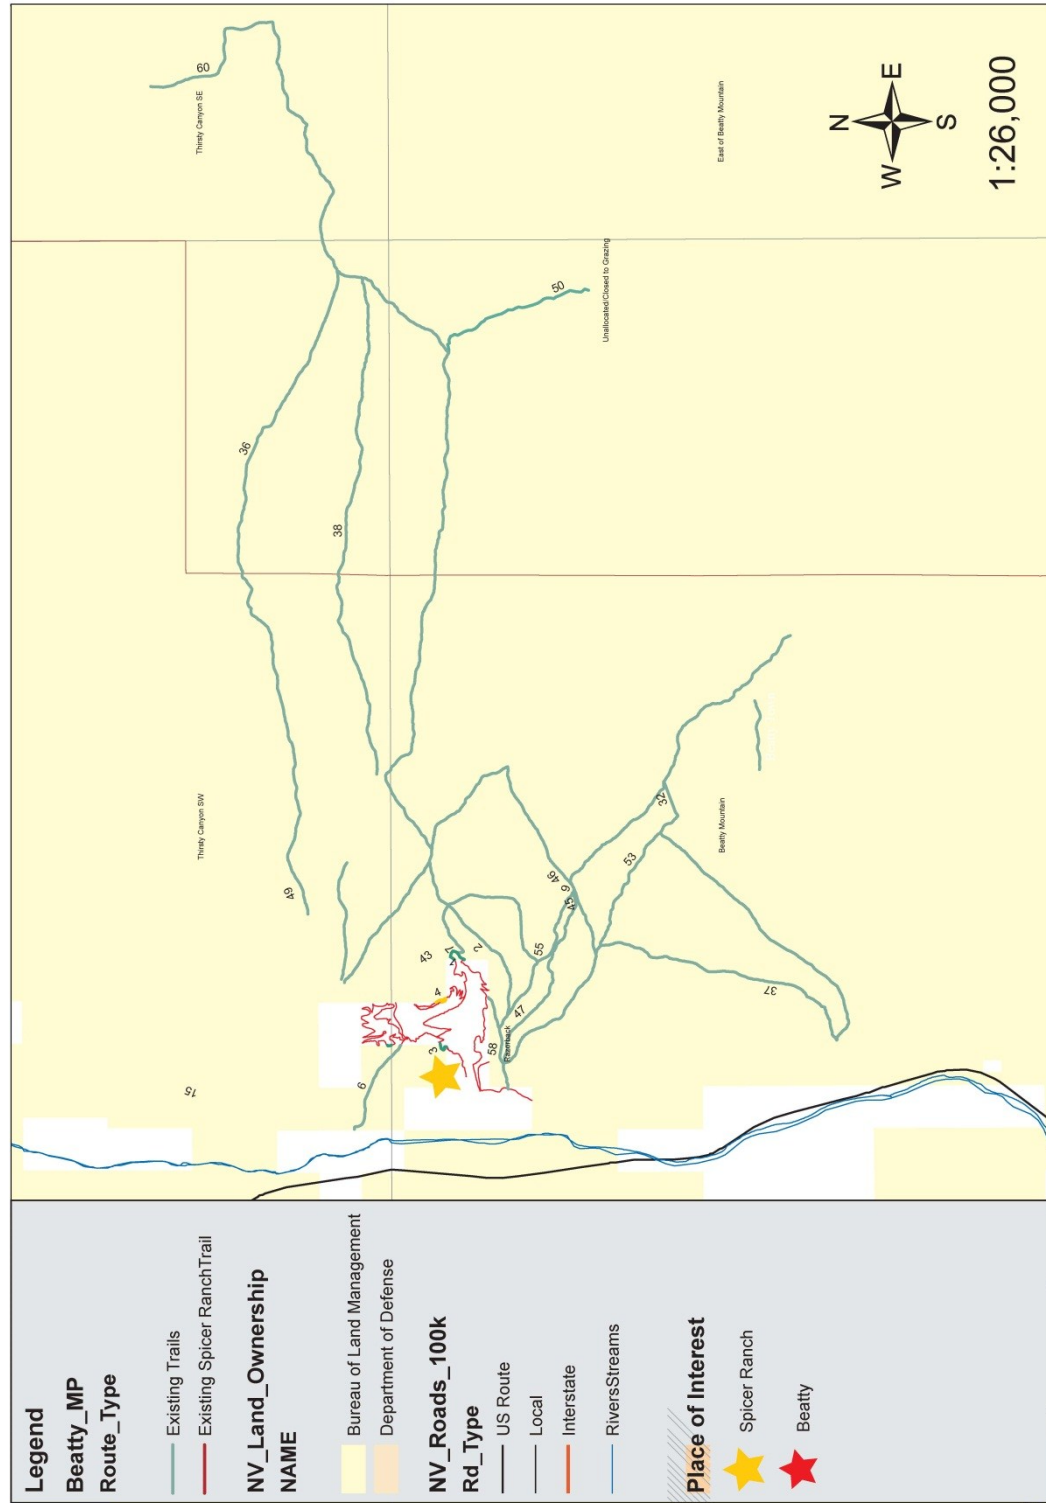 Legend
Beatty_MP
Route_Type
Existing Trails
Existing Spicer RanchTrail
NV_Land_Ownership
NAME
Bureau of Land Management
Department of Defense
NV_Roads_100k
Rd_Type
US Route
Local
Interstate
RiversStreams
Place of Interest
Spicer Ranch
Beatty
15
Thirsty Canyon SW
Thirsty Canyon SE
60
36
49
38
6
43
4
3
2
50
58
Razorback
47
55
46
9
45
Unallocated/Closed to Grazing
53
32
Beatty Mountain
East of Beatty Mountain
37
N
W E
S
1:26,000